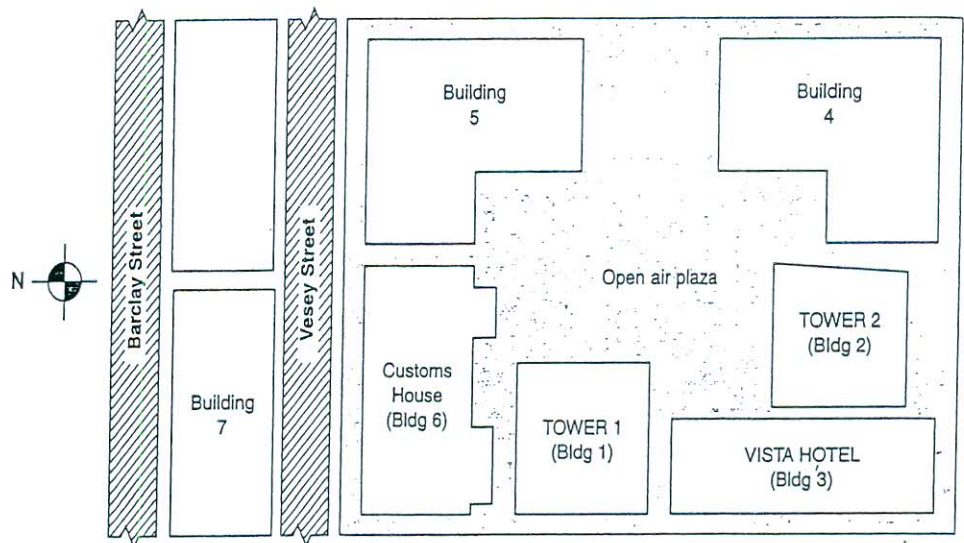 Building
5
Building
4
Barclay Street
Vesey Street
N
Open air plaza
TOWER 2
(Bldg 2)
Customs
House
(Bldg 6)
Building
7
TOWER 1
(Bldg 1)
VISTA HOTEL
(Bldg 3)